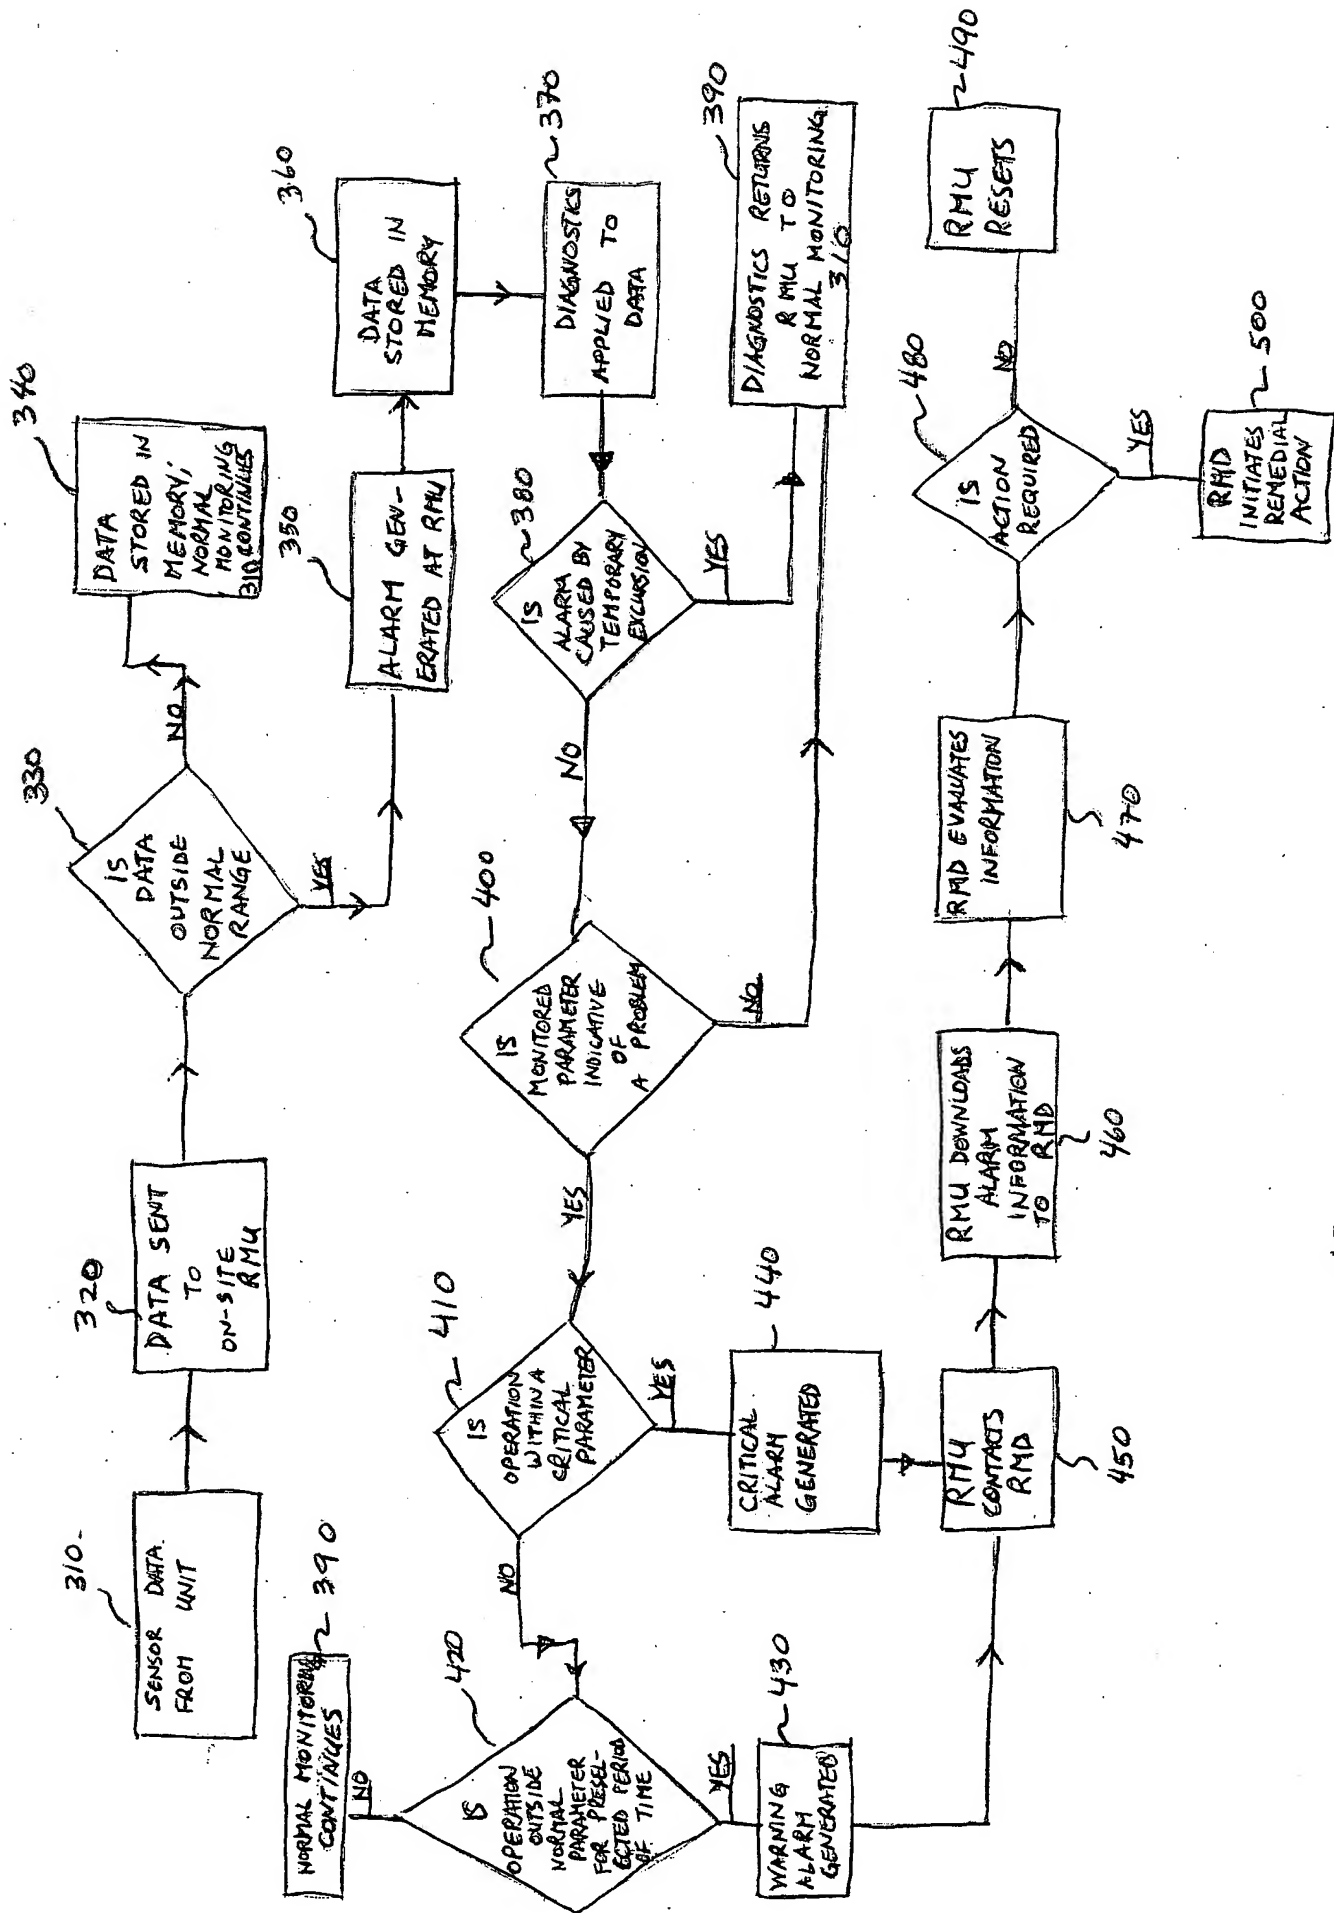 310
SENSOR DATA
FROM UNIT
320
DATA SENT
TO
ON-SITE
RMU
330
IS
DATA
OUTSIDE
NORMAL
RANGE
NO
YES
340
DATA
STORED IN
MEMORY;
NORMAL
MONITORING
310 CONTINUES
350
ALARM GEN-
ERATED AT RMU
360
DATA
STORED IN
MEMORY
370
DIAGNOSTICS
APPLIED TO
DATA
380
IS
ALARM
CAUSED BY
TEMPORARY
EXCURSION
YES
NO
390
DIAGNOSTICS RETURNS
RMU TO
NORMAL MONITORING
310
400
IS
MONITORED
PARAMETER
INDICATIVE
OF
A PROBLEM
NO
YES
410
IS
OPERATION
WITHIN A
CRITICAL
PARAMETER
YES
NO
390
NORMAL MONITORING
CONTINUES
NO
420
IS
OPERATION
OUTSIDE
NORMAL
PARAMETER
FOR PRESEL-
ECTED PERIOD
OF TIME
YES
430
WARNING
ALARM
GENERATED
440
CRITICAL
ALARM
GENERATED
RMU
CONTACTS
RMD
450
RMU DOWNLOADS
ALARM
INFORMATION
TO RMD
460
RMD EVALUATES
INFORMATION
470
480
IS
ACTION
REQUIRED
NO
YES
490
RMU
RESETS
500
RMD
INITIATES
REMEDIAL
ACTION